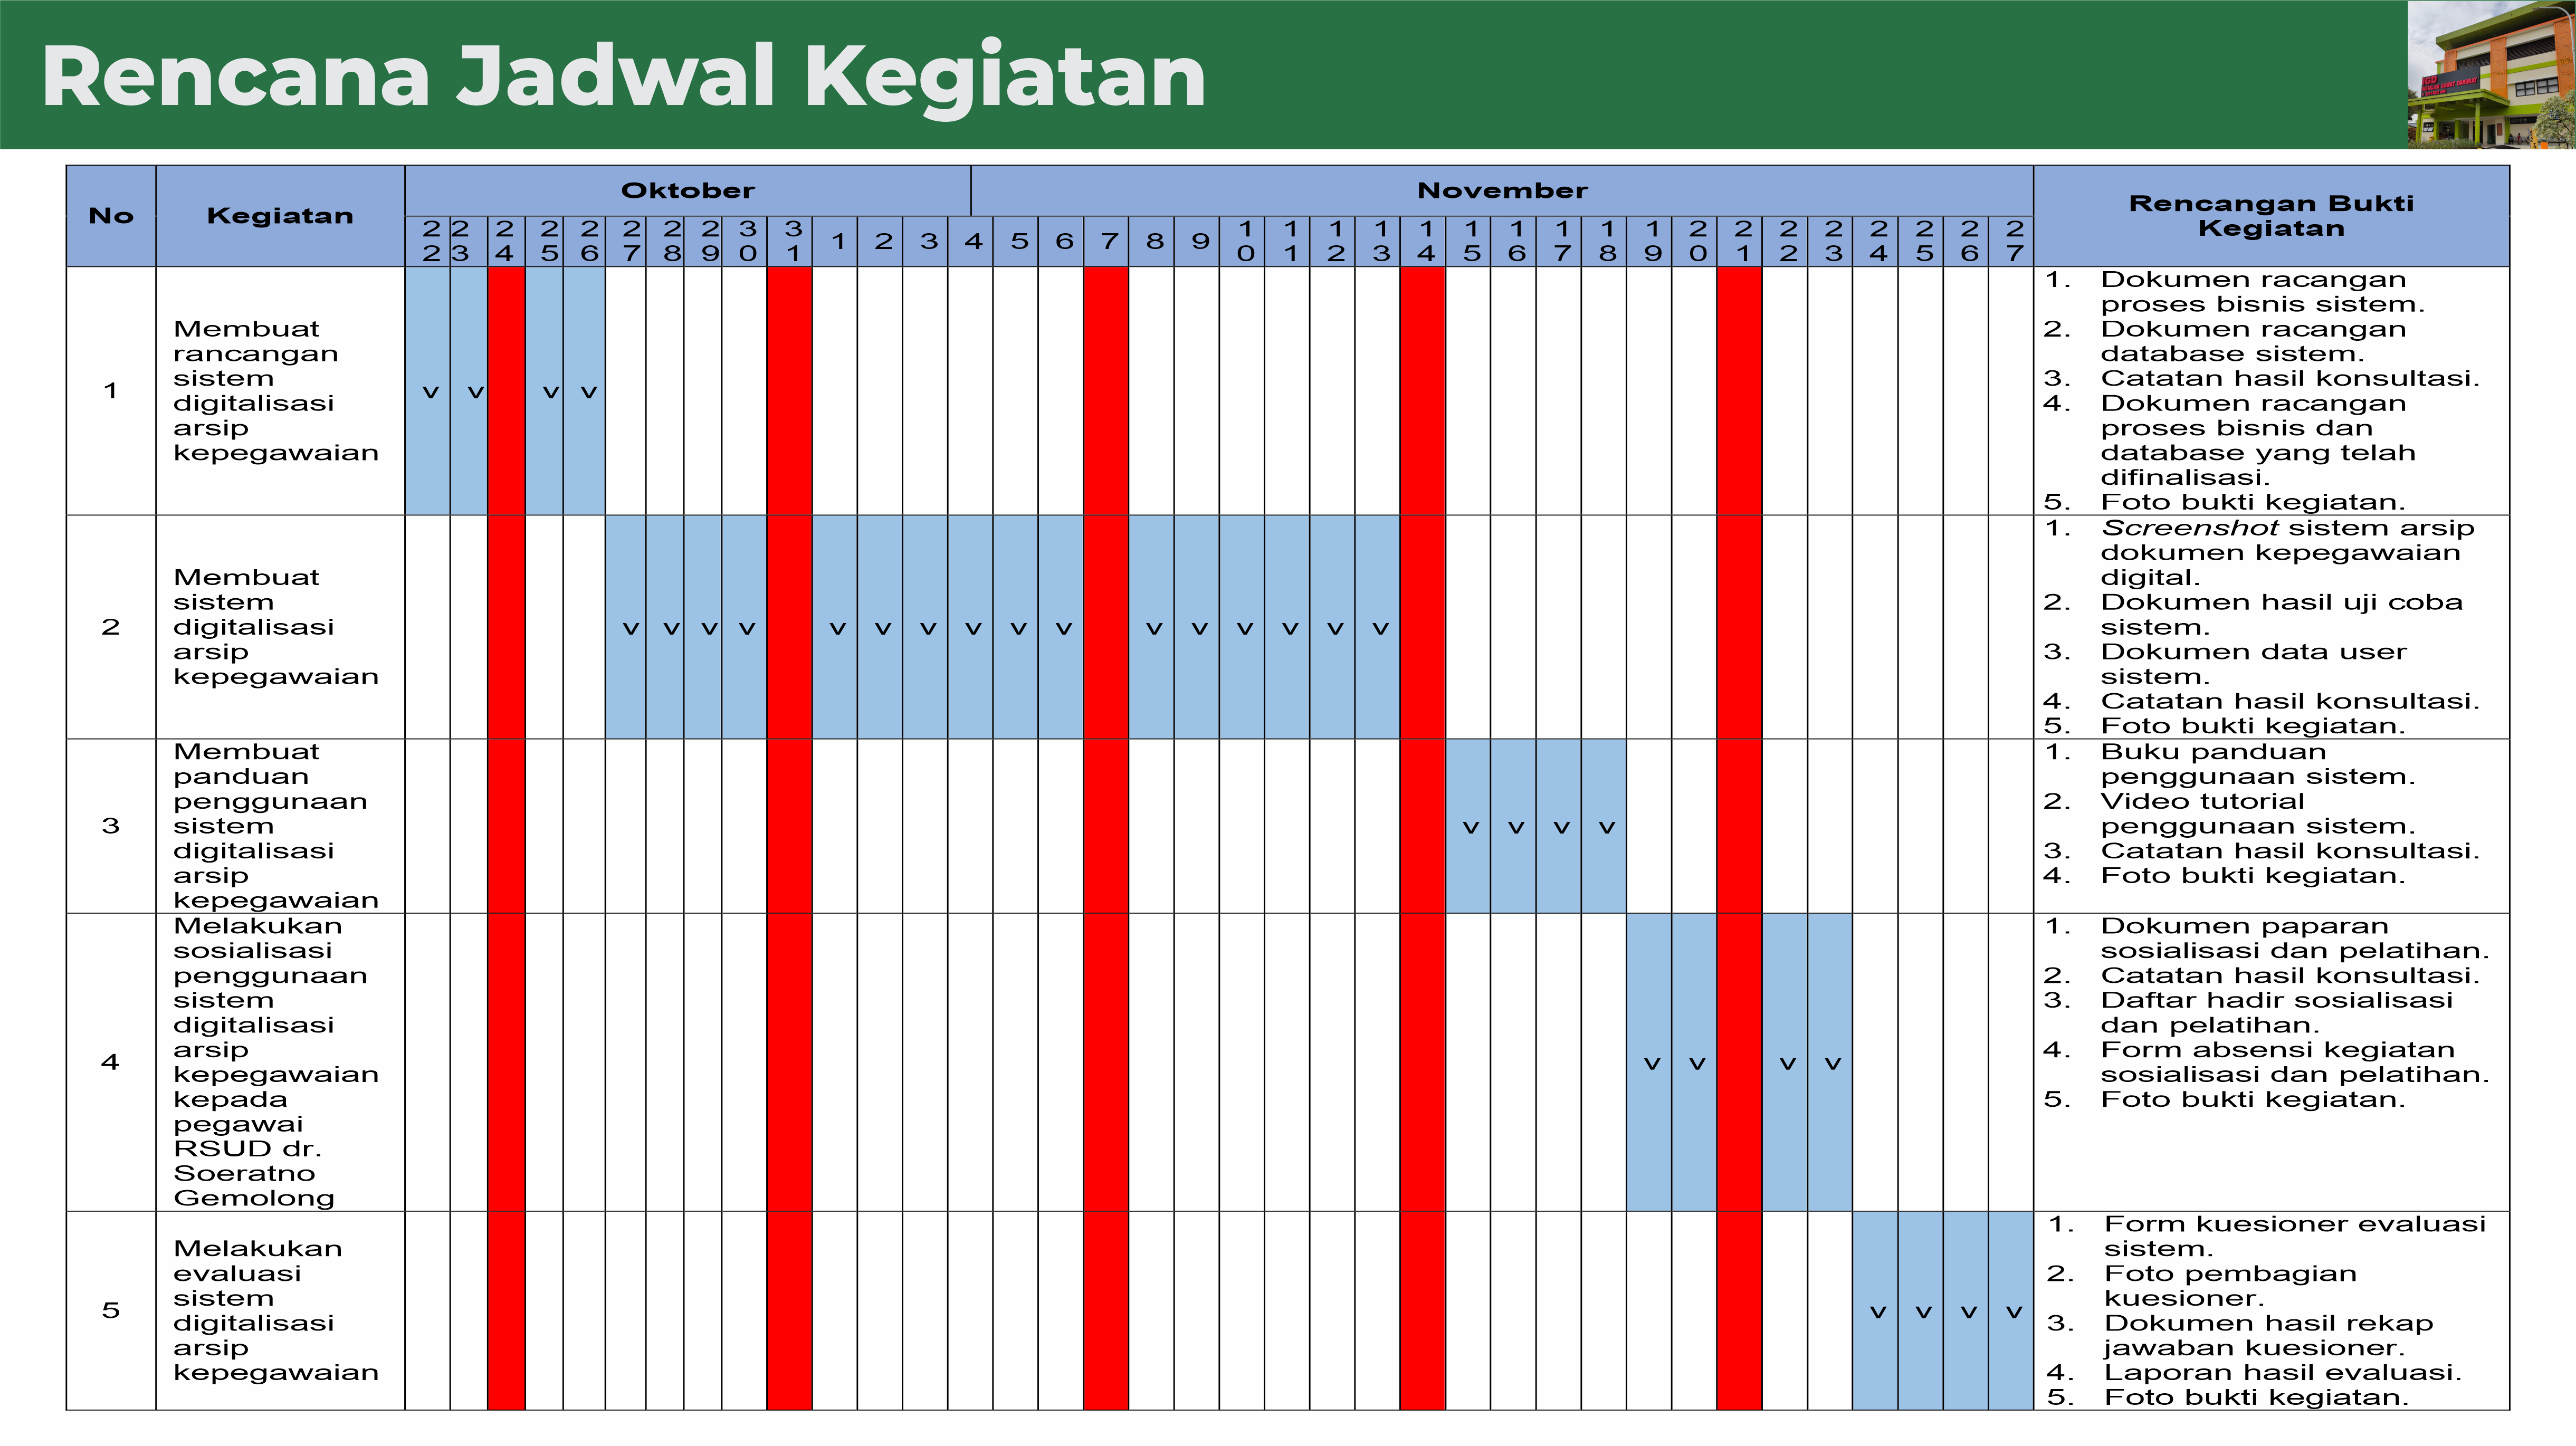 Rencana Jadwal Kegiatan
IGD
No
Kegiatan
Oktober
November
Rencangan Bukti
Kegiatan
22 23 24 25 26 27 28 29 30 31 1 2 3 4 5 6 7 8 9 10 11 12 13 14 15 16 17 18 19 20 21 22 23 24 25 26 27
1
Membuat
rancangan
sistem
digitalisasi
arsip
kepegawaian
v v v v
1. Dokumen racangan
proses bisnis sistem.
2. Dokumen racangan
database sistem.
3. Catatan hasil konsultasi.
4. Dokumen racangan
proses bisnis dan
database yang telah
difinalisasi.
5. Foto bukti kegiatan.
2
Membuat
sistem
digitalisasi
arsip
kepegawaian
v v v v v v v v v v v v v v v v
1. Screenshot sistem arsip
dokumen kepegawaian
digital.
2. Dokumen hasil uji coba
sistem.
3. Dokumen data user
sistem.
4. Catatan hasil konsultasi.
5. Foto bukti kegiatan.
3
Membuat
panduan
penggunaan
sistem
digitalisasi
arsip
kepegawaian
v v v v
1. Buku panduan
penggunaan sistem.
2. Video tutorial
penggunaan sistem.
3. Catatan hasil konsultasi.
4. Foto bukti kegiatan.
4
Melakukan
sosialisasi
penggunaan
sistem
digitalisasi
arsip
kepegawaian
kepada
pegawai
RSUD dr.
Soeratno
Gemolong
v v v v
1. Dokumen paparan
sosialisasi dan pelatihan.
2. Catatan hasil konsultasi.
3. Daftar hadir sosialisasi
dan pelatihan.
4. Form absensi kegiatan
sosialisasi dan pelatihan.
5. Foto bukti kegiatan.
5
Melakukan
evaluasi
sistem
digitalisasi
arsip
kepegawaian
v v v v
1. Form kuesioner evaluasi
sistem.
2. Foto pembagian
kuesioner.
3. Dokumen hasil rekap
jawaban kuesioner.
4. Laporan hasil evaluasi.
5. Foto bukti kegiatan.